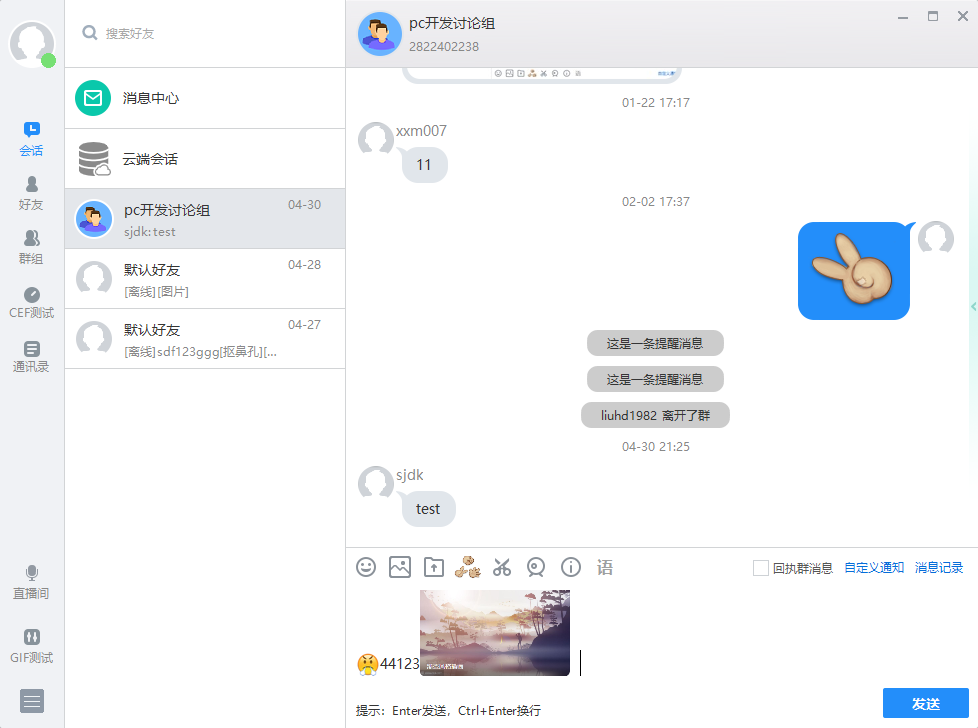 会话
好友
群组
CEF测试
通讯录
直播间
GIF测试
搜索好友
消息中心
云端会话
pc开发讨论组 04-30
sjdk:test
默认好友 04-28
[离线][图片]
默认好友 04-27
[离线]sdf123ggg[抠鼻孔][...
pc开发讨论组
2822402238
01-22 17:17
xxm007
11
02-02 17:37
这是一条提醒消息
这是一条提醒消息
liuhd1982 离开了群
04-30 21:25
sjdk
test
语 回执群消息 自定义通知 消息记录
44123
提示：Enter发送，Ctrl+Enter换行
发送